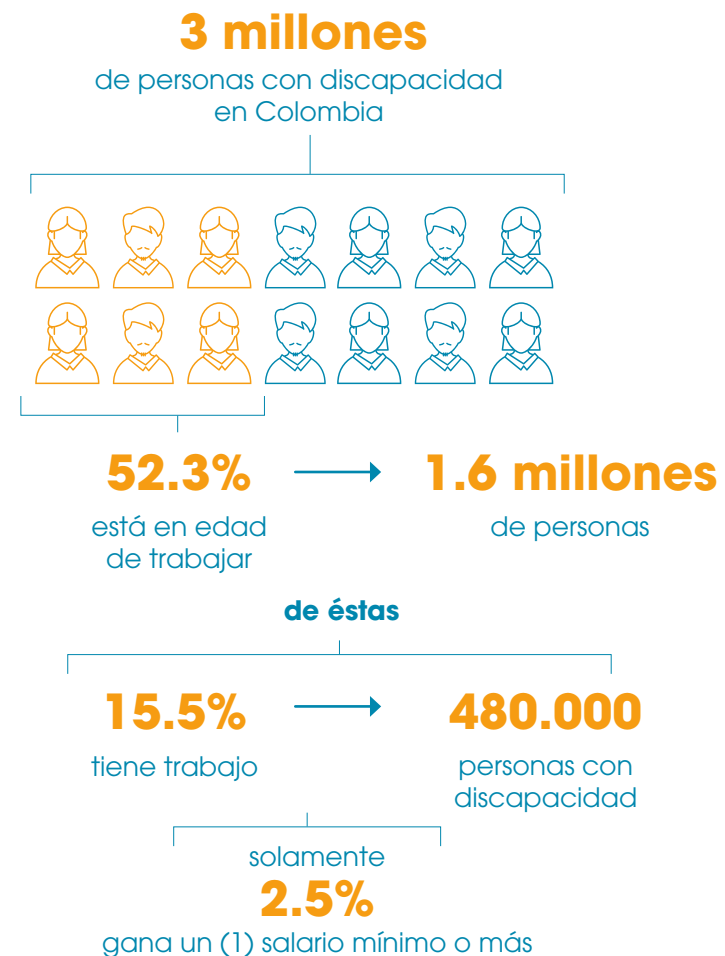 3 millones
de personas con discapacidad
en Colombia
52.3%
está en edad
de trabajar
1.6 millones
de personas
de éstas
15.5%
tiene trabajo
480.000
personas con
discapacidad
solamente
2.5%
gana un (1) salario mínimo o más